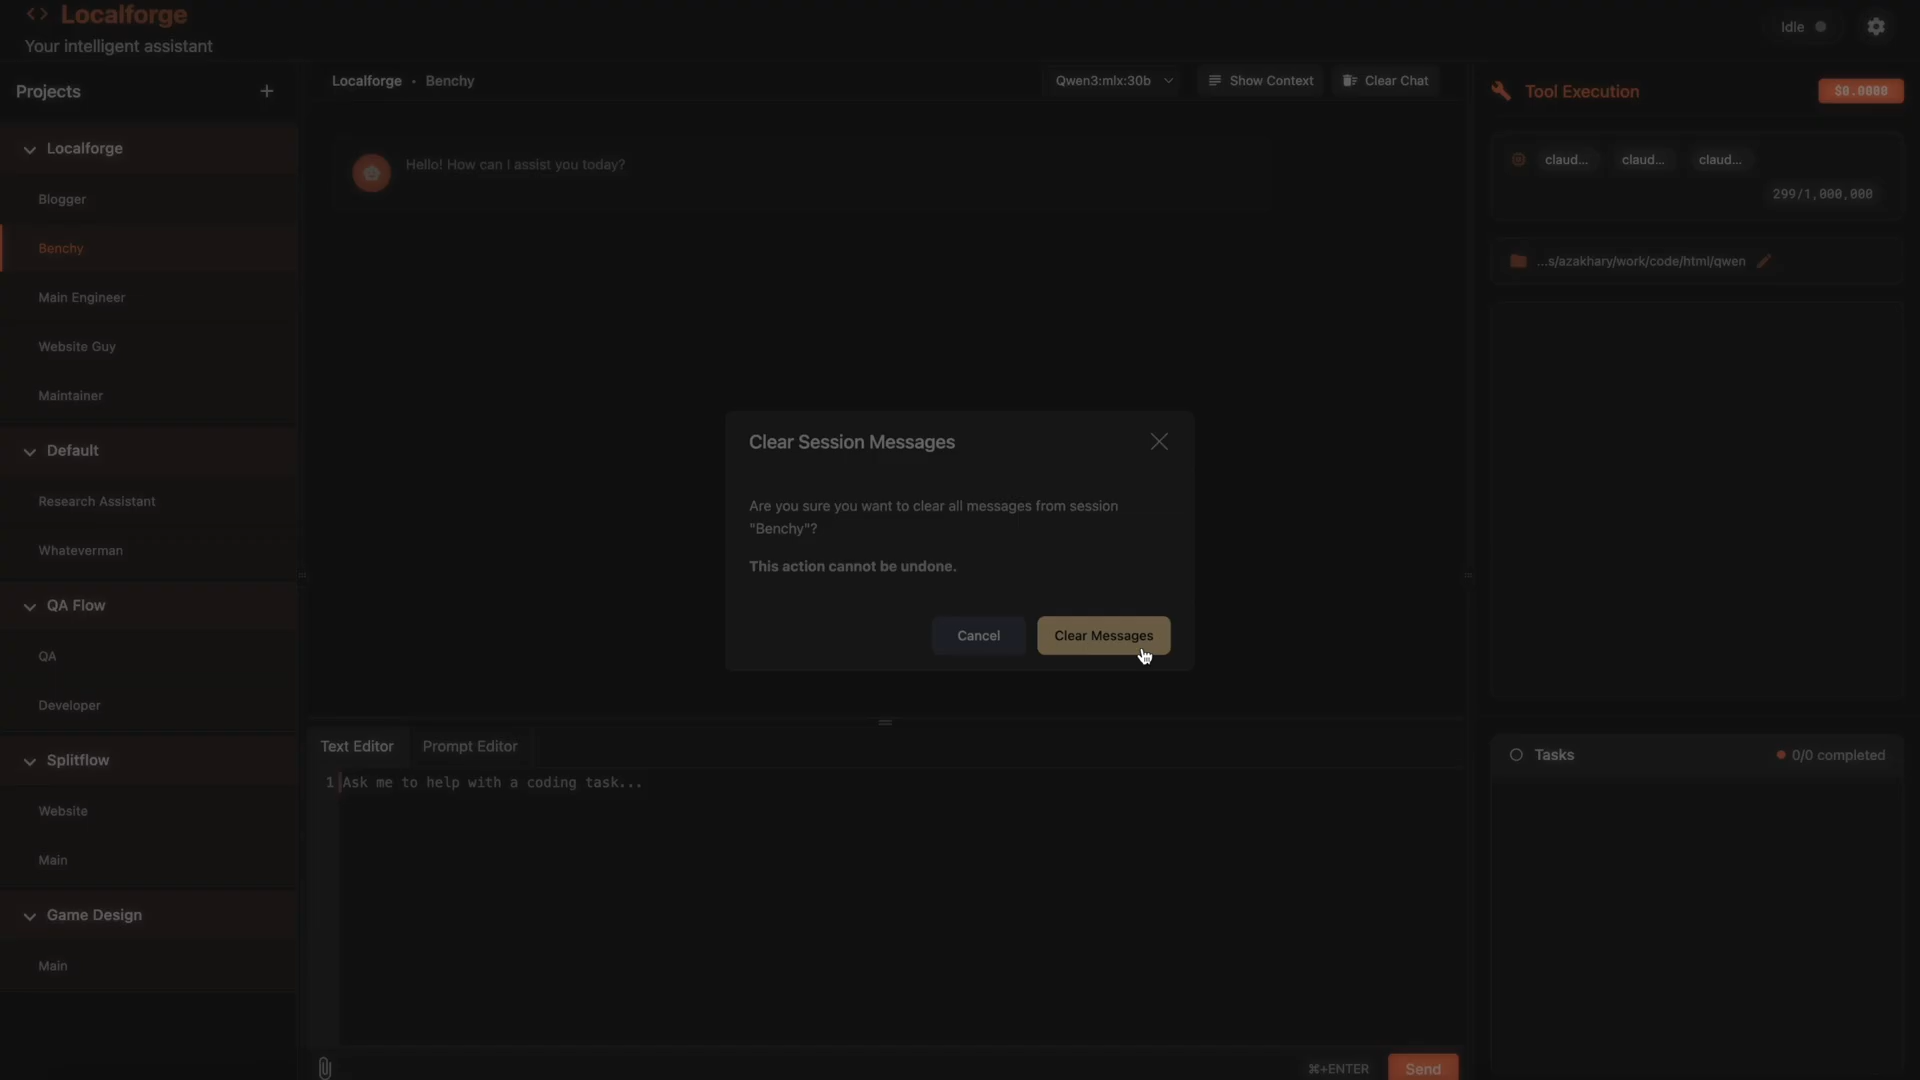 Localforge
Your intelligent assistant
Idle
Projects
Localforge
Blogger
Benchy
Main Engineer
Website Guy
Maintainer
Default
Research Assistant
Whateverman
QA Flow
QA
Developer
Splitflow
Website
Main
Game Design
Main
Localforge • Benchy
Qwen3:mlx:30b
Show Context
Clear Chat
Hello! How can I assist you today?
Clear Session Messages
Are you sure you want to clear all messages from session
"Benchy"?
This action cannot be undone.
Cancel
Clear Messages
Text Editor
Prompt Editor
1 Ask me to help with a coding task...
⌘+ENTER
Send
Tool Execution
$0.0000
claud...
claud...
claud...
299/1,000,000
...s/azakhary/work/code/html/qwen
Tasks
0/0 completed